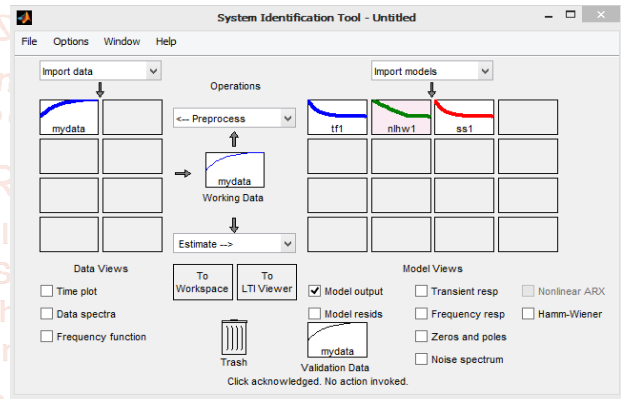 System Identification Tool - Untitled
File Options Window Help
Import data
Import models
Operations
<-- Preprocess
mydata
tf1
nlhw1
ss1
mydata
Working Data
Estimate -->
Data Views
Model Views
To
Workspace
To
LTI Viewer
Time plot
Data spectra
Frequency function
Model output
Transient resp
Nonlinear ARX
Model resids
Frequency resp
Hamm-Wiener
Zeros and poles
Noise spectrum
Trash
mydata
Validation Data
Click acknowledged. No action invoked.